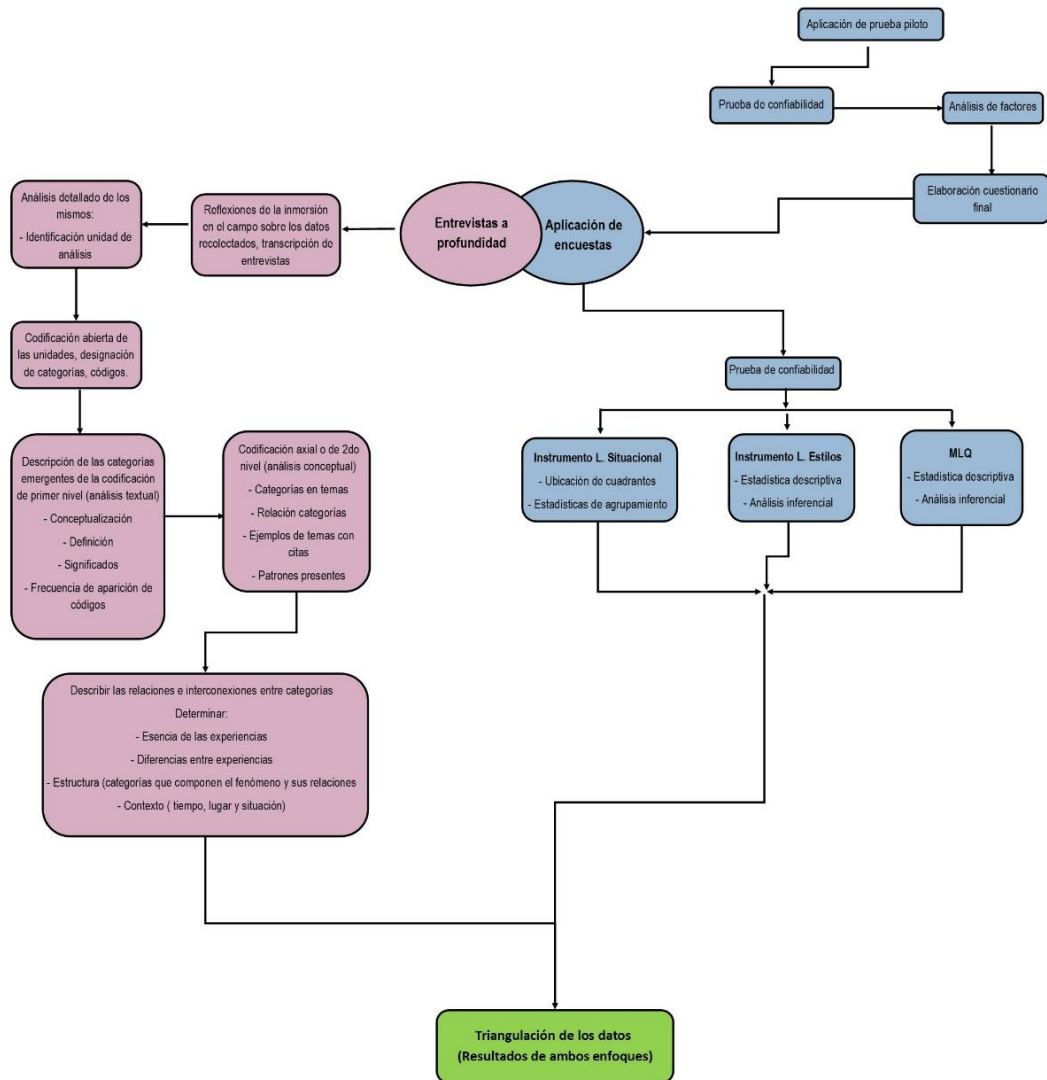 Aplicación de prueba piloto
Prueba de confiabilidad
Análisis de factores
Elaboración cuestionario
final
Entrevistas a
profundidad
Aplicación de
encuestas
Reflexiones de la inmersión
en el campo sobre los datos
recolectados, transcripción de
entrevistas
Análisis detallado de los
mismos:
- Identificación unidad de
análisis
Codificación abierta de
las unidades, designación
de categorías, códigos.
Descripción de las categorías
emergentes de la codificación
de primer nivel (análisis textual)
- Conceptualización
- Definición
- Significados
- Frecuencia de aparición de
códigos
Codificación axial o de 2do
nivel (análisis conceptual)
- Categorías en temas
- Relación categorías
- Ejemplos de temas con
citas
- Patrones presentes
Describir las relaciones e interconexiones entre categorías
Determinar:
- Esencia de las experiencias
- Diferencias entre experiencias
- Estructura (categorías que componen el fenómeno y sus relaciones
- Contexto ( tiempo, lugar y situación)
Prueba de confiabilidad
Instrumento L. Situacional
- Ubicación de cuadrantes
- Estadísticas de agrupamiento
Instrumento L. Estilos
- Estadística descriptiva
- Análisis inferencial
MLQ
- Estadística descriptiva
- Análisis inferencial
Triangulación de los datos
(Resultados de ambos enfoques)